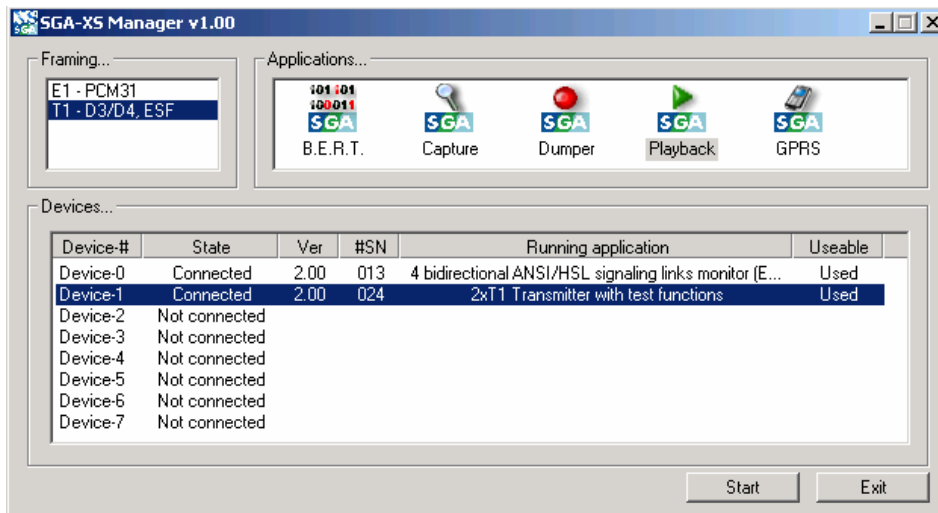 SGA-XS Manager v1.00
Framing... Applications...
E1 - PCM31
T1 - D3/D4, ESF
101 101
100011
SGA SGA SGA SGA SGA
B.E.R.T. Capture Dumper Playback GPRS
Devices...
Device-# State Ver #SN Running application Useable
Device-0 Connected 2.00 013 4 bidirectional ANSI/HSL signaling links monitor (E... Used
Device-1 Connected 2.00 024 2xT1 Transmitter with test functions Used
Device-2 Not connected
Device-3 Not connected
Device-4 Not connected
Device-5 Not connected
Device-6 Not connected
Device-7 Not connected
Start Exit